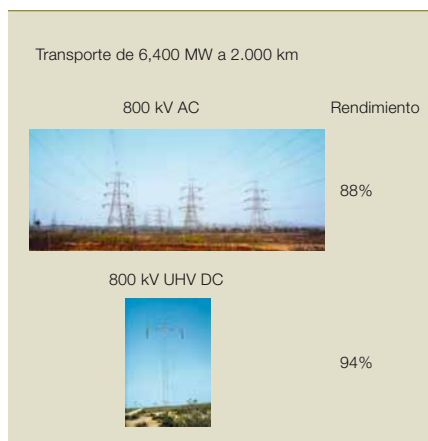 Transporte de 6,400 MW a 2.000 km
800 kV AC Rendimiento
88%
800 kV UHV DC
94%